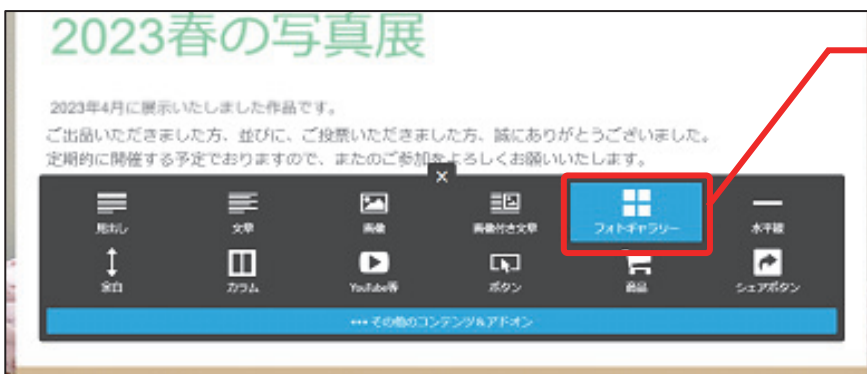 2023春の写真展
2023年4月に展示いたしました作品です。
ご出品いただきました方、並びに、ご投票いただきました方、誠にありがとうございました。
定期的に開催する予定でおりますので、またのご参加をよろしくお願いいたします。
×
見出し 文章 画像 画像付き文章 フォトギャラリー 水平線
余白 カラム YouTube等 ボタン 商品 シェアボタン
••• その他のコンテンツ&アドオン